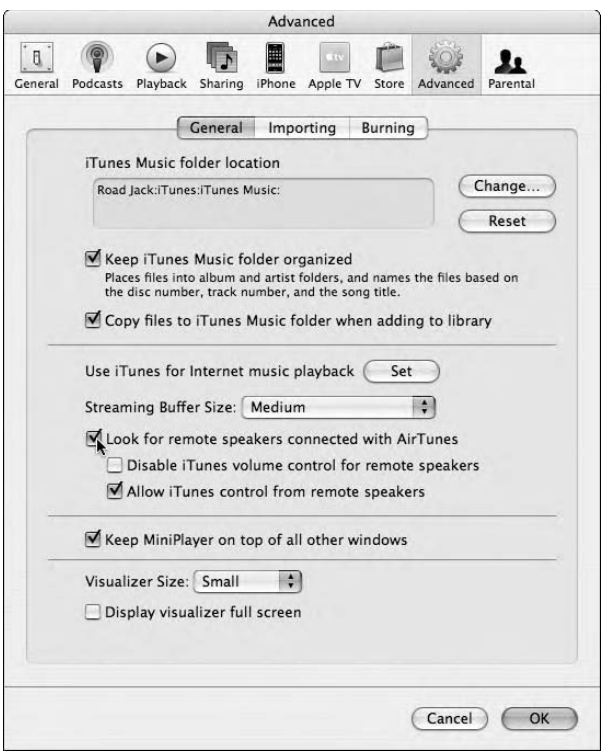 Advanced
tv
General Podcasts Playback Sharing iPhone Apple TV Store Advanced Parental
General Importing Burning
iTunes Music folder location
Road Jack:iTunes:iTunes Music:
Change...
Reset
Keep iTunes Music folder organized
Places files into album and artist folders, and names the files based on
the disc number, track number, and the song title.
Copy files to iTunes Music folder when adding to library
Use iTunes for Internet music playback Set
Streaming Buffer Size: Medium
Look for remote speakers connected with AirTunes
Disable iTunes volume control for remote speakers
Allow iTunes control from remote speakers
Keep MiniPlayer on top of all other windows
Visualizer Size: Small
Display visualizer full screen
Cancel OK